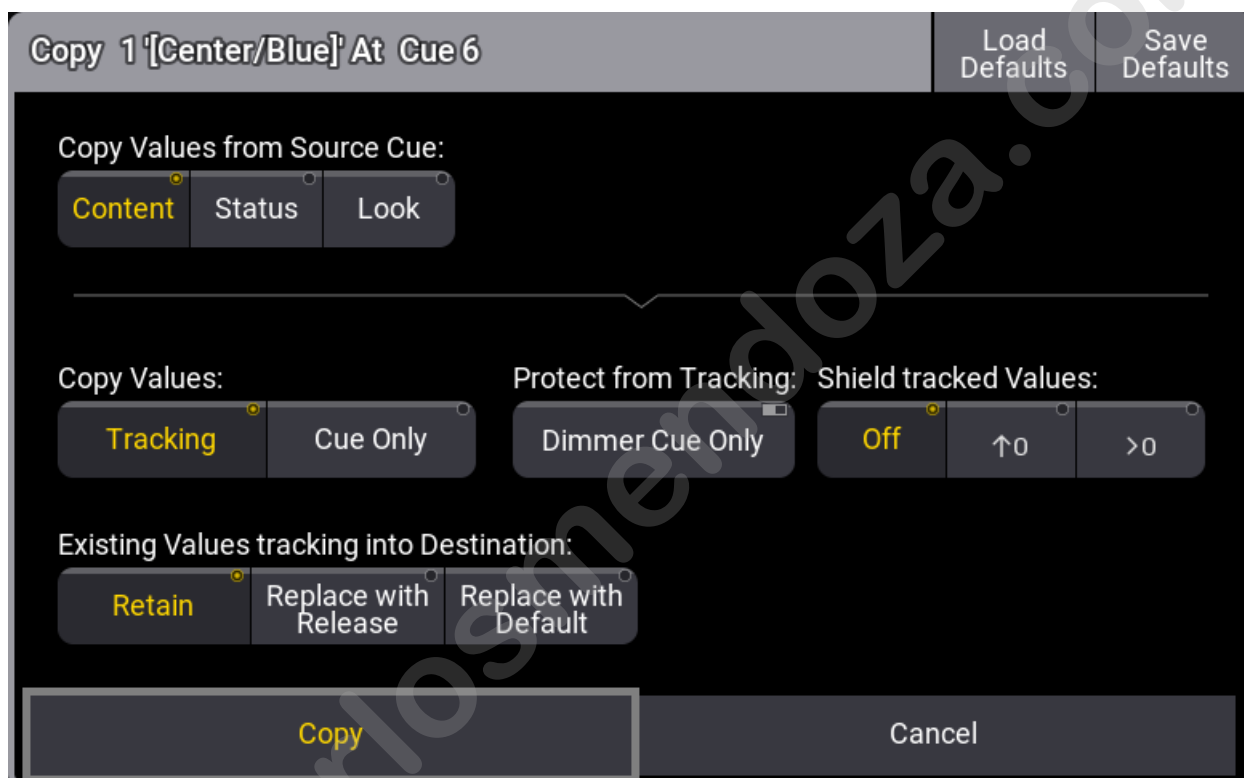 Copy 1 '[Center/Blue]' At Cue 6
Load
Defaults
Save
Defaults
Copy Values from Source Cue:
Content
Status
Look
Copy Values:
Protect from Tracking:
Shield tracked Values:
Tracking
Cue Only
Dimmer Cue Only
Off
↑0
>0
Existing Values tracking into Destination:
Retain
Replace with
Release
Replace with
Default
Copy
Cancel
rlosmendoza.co